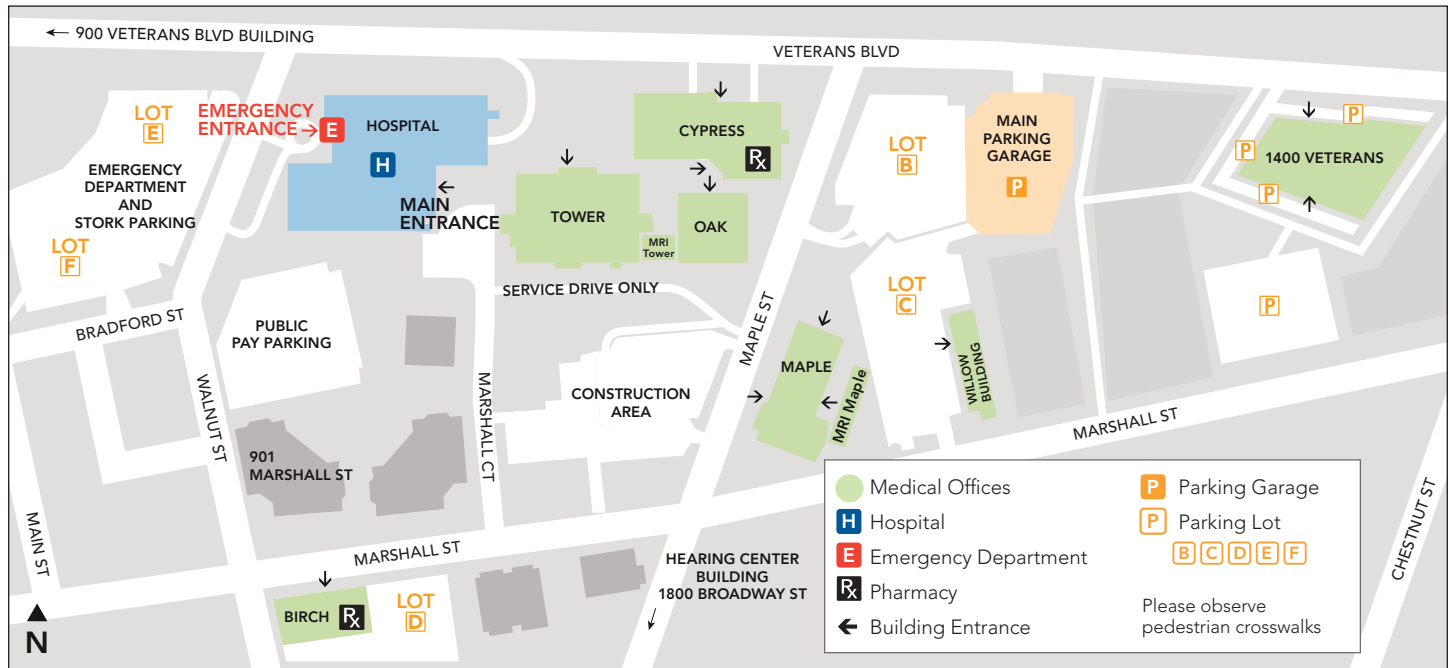 ← 900 VETERANS BLVD BUILDING
VETERANS BLVD
LOT
E
EMERGENCY
ENTRANCE
E
HOSPITAL
H
MAIN
ENTRANCE
EMERGENCY
DEPARTMENT
AND
STORK PARKING
LOT
F
TOWER
MRI
Tower
OAK
CYPRESS
Rx
LOT
B
MAIN
PARKING
GARAGE
P
P
P
P
1400 VETERANS
SERVICE DRIVE ONLY
BRADFORD ST
PUBLIC
PAY PARKING
WALNUT ST
MARSHALL CT
CONSTRUCTION
AREA
MAPLE ST
MAPLE
MRI Maple
LOT
C
WILLOW
BUILDING
P
MARSHALL ST
901
MARSHALL ST
MAIN ST
N
MARSHALL ST
BIRCH
Rx
LOT
D
HEARING CENTER
BUILDING
1800 BROADWAY ST
CHESTNUT ST
Medical Offices
H Hospital
E Emergency Department
Rx Pharmacy
← Building Entrance
P Parking Garage
P Parking Lot
B C D E F
Please observe
pedestrian crosswalks